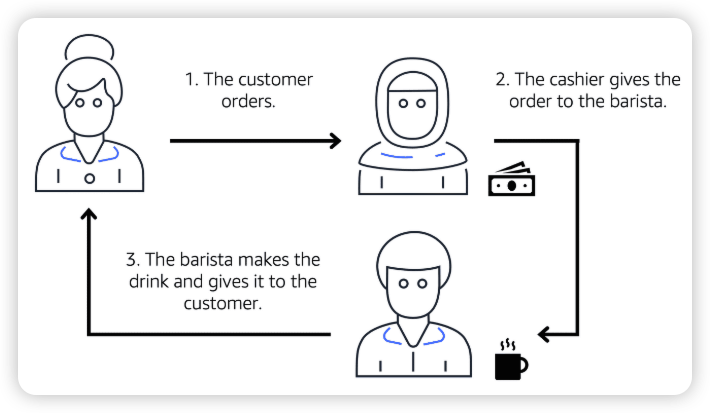 1. The customer
orders.
2. The cashier gives the
order to the barista.
3. The barista makes the
drink and gives it to the
customer.